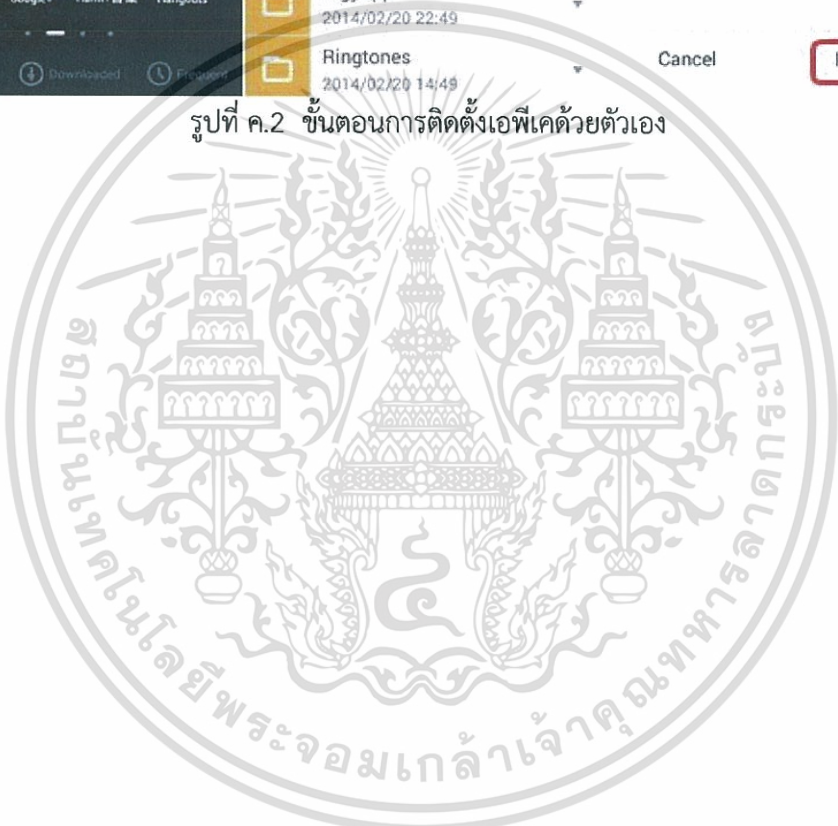 2014/02/20 22:49
Downloaded Frequent Ringtones Cancel
2014/02/20 14:49
รูปที่ ค.2 ขั้นตอนการติดตั้งเอพีเคด้วยตัวเอง
สถาบันเทคโนโลยีพระจอมเกล้าเจ้าคุณทหารลาดกระบัง